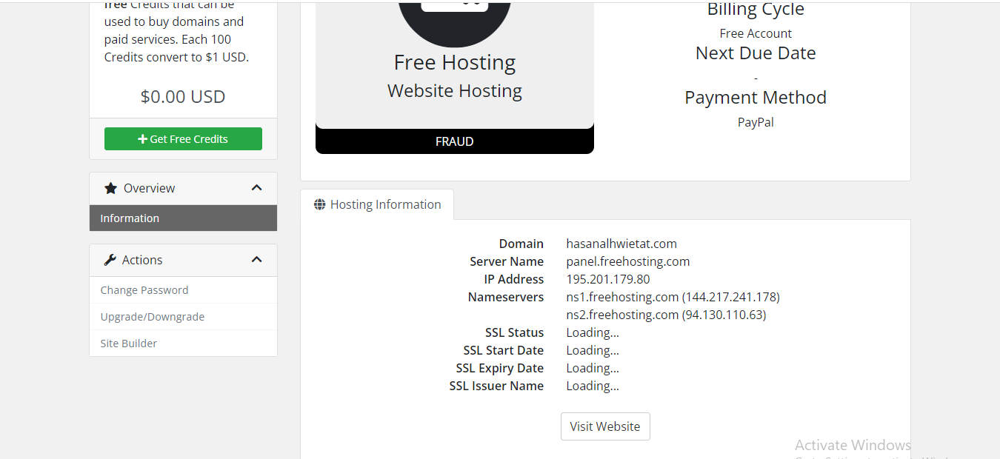 free Credits that can be
used to buy domains and
paid services. Each 100
Credits convert to $1 USD.
$0.00 USD
Get Free Credits
Overview
Information
Actions
Change Password
Upgrade/Downgrade
Site Builder
Free Hosting
Website Hosting
FRAUD
Billing Cycle
Free Account
Next Due Date
-
Payment Method
PayPal
Hosting Information
Domain hasanalhwietat.com
Server Name panel.freehosting.com
IP Address 195.201.179.80
Nameservers ns1.freehosting.com (144.217.241.178)
ns2.freehosting.com (94.130.110.63)
SSL Status Loading...
SSL Start Date Loading...
SSL Expiry Date Loading...
SSL Issuer Name Loading...
Visit Website
Activate Windows